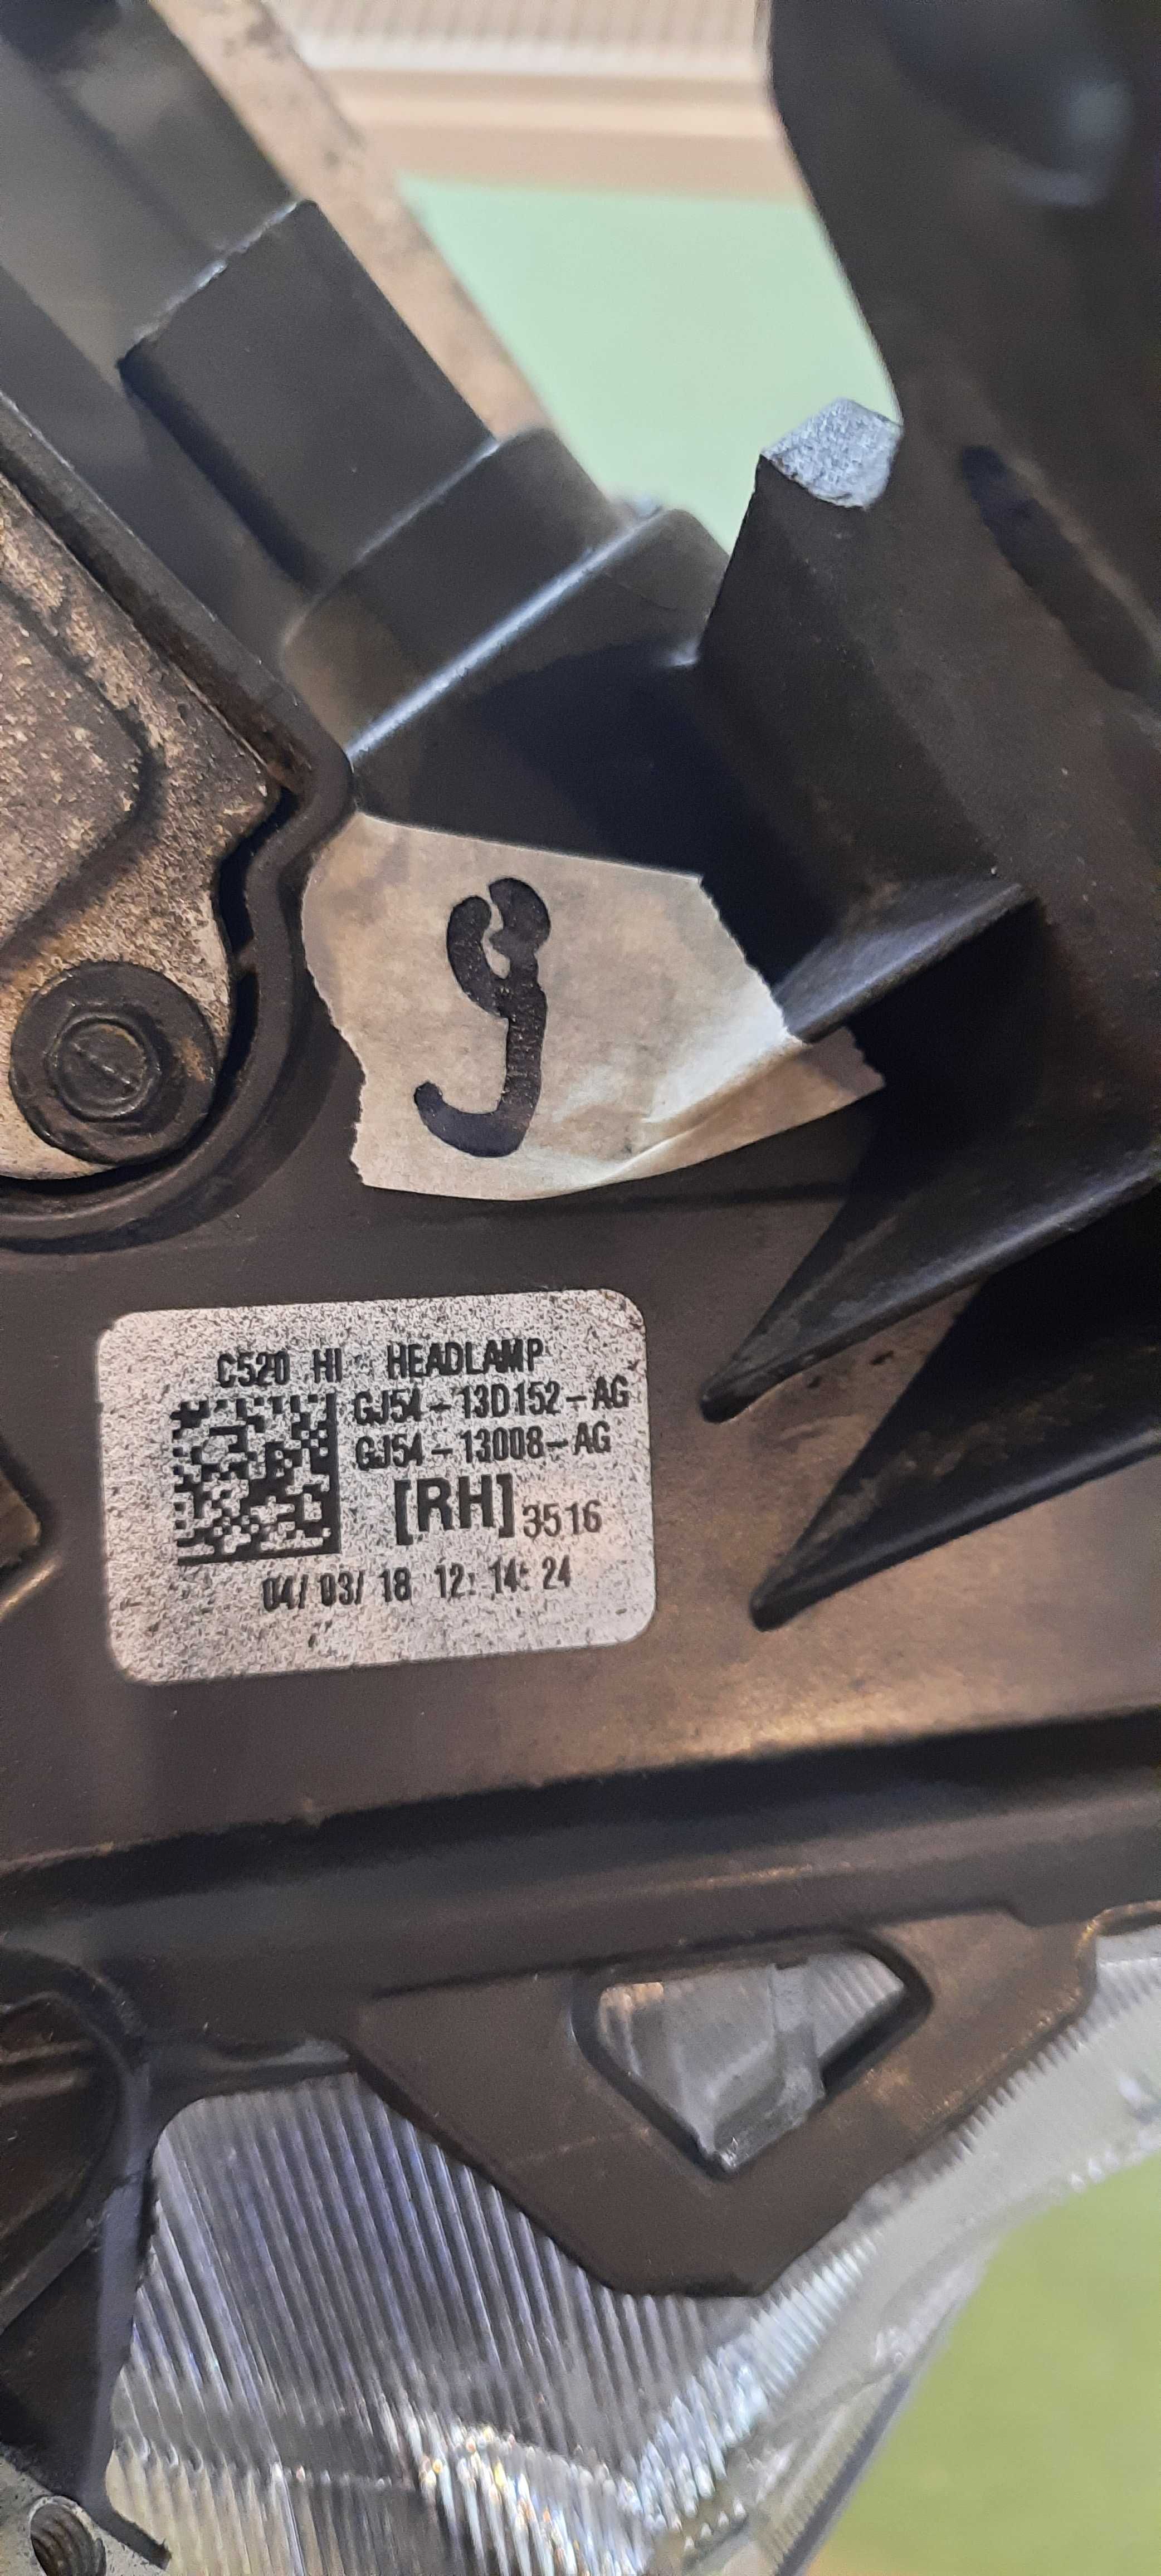 9
C520 HI HEADLAMP
GJ54-13D152-AG
GJ54-13008-AG
[RH] 3516
04/03/18 12:14:24